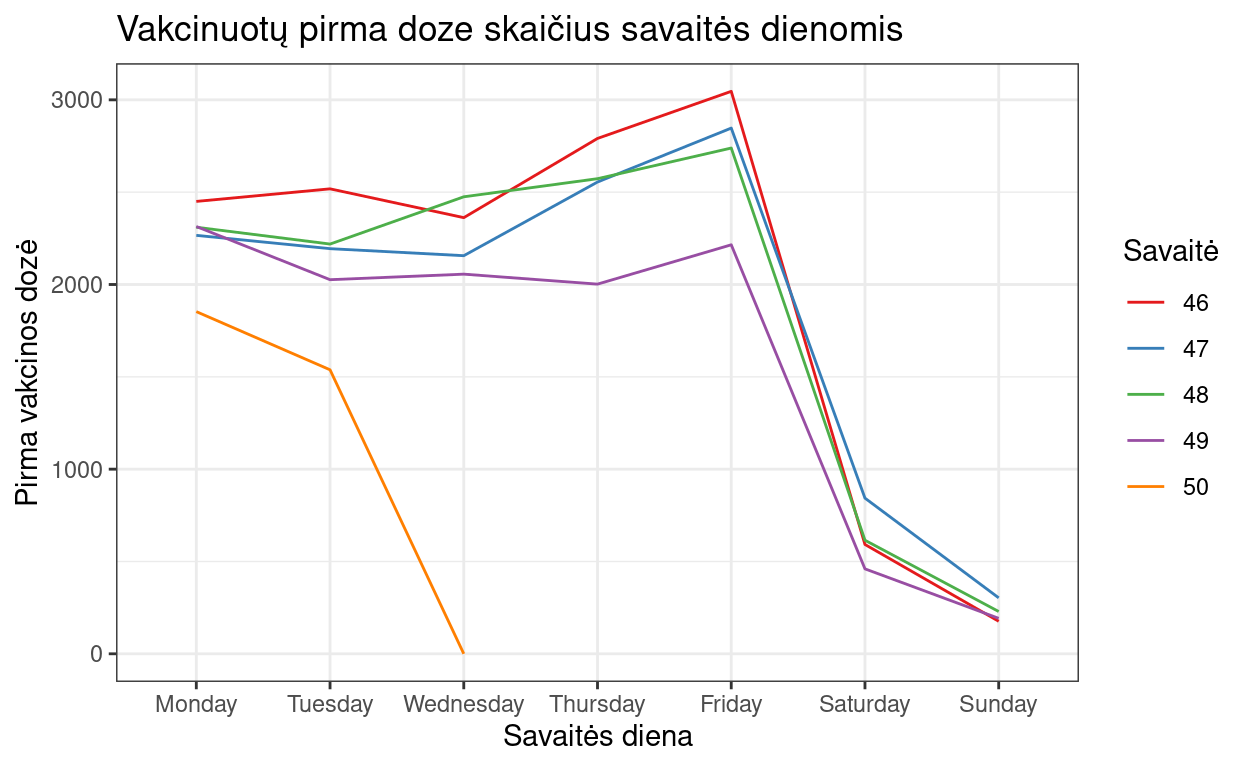 Vakcinuotų pirma doze skaičius savaitės dienomis
Pirma vakcinos dozė
3000
2000
1000
0
Monday
Tuesday
Wednesday
Thursday
Friday
Saturday
Sunday
Savaitės diena
Savaitė
46
47
48
49
50